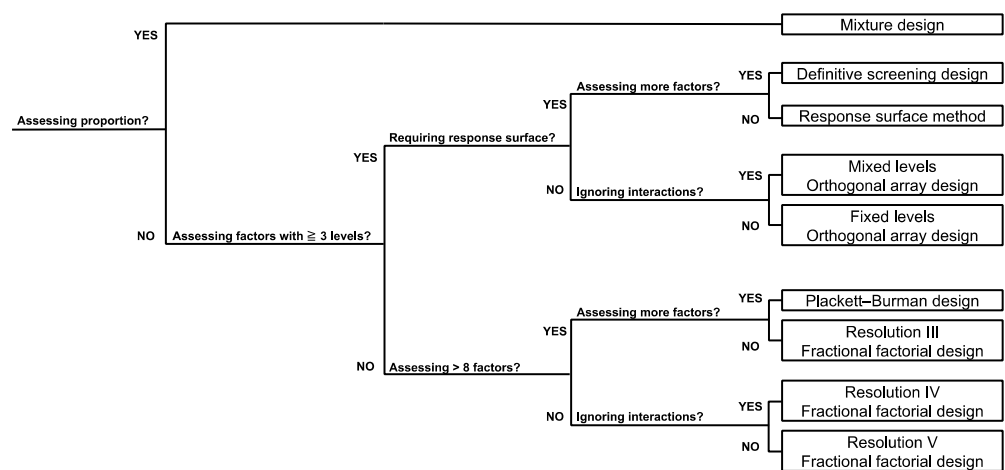 Mixture design
YES
Definitive screening design
YES
Assessing more factors?
YES
Response surface method
NO
Assessing proportion?
Requiring response surface?
YES
Mixed levels
Orthogonal array design
YES
NO
Ignoring interactions?
Fixed levels
Orthogonal array design
NO
NO
Assessing factors with ≧ 3 levels?
Plackett–Burman design
YES
Assessing more factors?
YES
Resolution III
Fractional factorial design
NO
NO
Assessing > 8 factors?
Resolution IV
Fractional factorial design
YES
NO
Ignoring interactions?
Resolution V
Fractional factorial design
NO